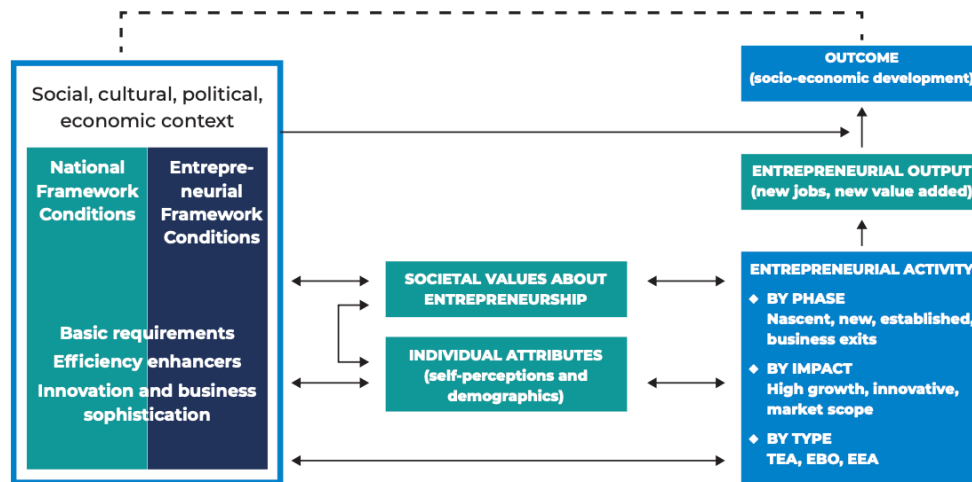 Social, cultural, political,
economic context
National
Framework
Conditions
Entrepre-
neurial
Framework
Conditions
Basic requirements
Efficiency enhancers
Innovation and business
sophistication
SOCIETAL VALUES ABOUT
ENTREPRENEURSHIP
INDIVIDUAL ATTRIBUTES
(self-perceptions and
demographics)
OUTCOME
(socio-economic development)
ENTREPRENEURIAL OUTPUT
(new jobs, new value added)
ENTREPRENEURIAL ACTIVITY
◆ BY PHASE
Nascent, new, established,
business exits
◆ BY IMPACT
High growth, innovative,
market scope
◆ BY TYPE
TEA, EBO, EEA